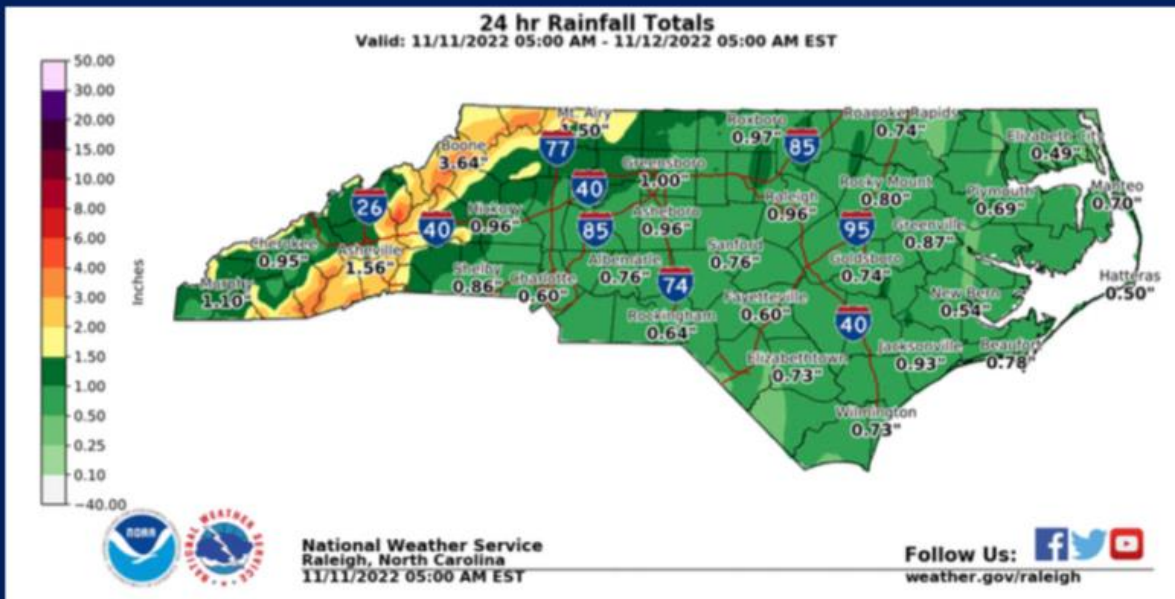 24 hr Rainfall Totals
Valid: 11/11/2022 05:00 AM - 11/12/2022 05:00 AM EST
50.00
30.00
20.00
15.00
10.00
8.00
6.00
4.00
3.00
2.00
1.50
1.00
0.50
0.25
0.10
−40.00
Inches
Mt. Airy
1.50"
Boone
3.64"
77
Roxboro
0.97"
85
Roanoke Rapids
0.74"
Elizabeth City
0.49"
Greensboro
1.00"
40
26
Hickory
0.96"
40
85
Asheboro
0.96"
Raleigh
0.96"
Rocky Mount
0.80"
Plymouth
0.69"
Manteo
0.70"
95
Greenville
0.87"
Cherokee
0.95"
Asheville
1.56"
Shelby
0.86"
Charlotte
0.60"
Albemarle
0.76"
Sanford
0.76"
Goldsboro
0.74"
Murphy
1.10"
74
Hatteras
0.50"
Fayetteville
0.60"
New Bern
0.54"
Rockingham
0.64"
40
Jacksonville
0.93"
Beaufort
0.78"
Elizabethtown
0.73"
Wilmington
0.73"
NOAA
NATIONAL WEATHER SERVICE
National Weather Service
Raleigh, North Carolina
11/11/2022 05:00 AM EST
Follow Us:
weather.gov/raleigh